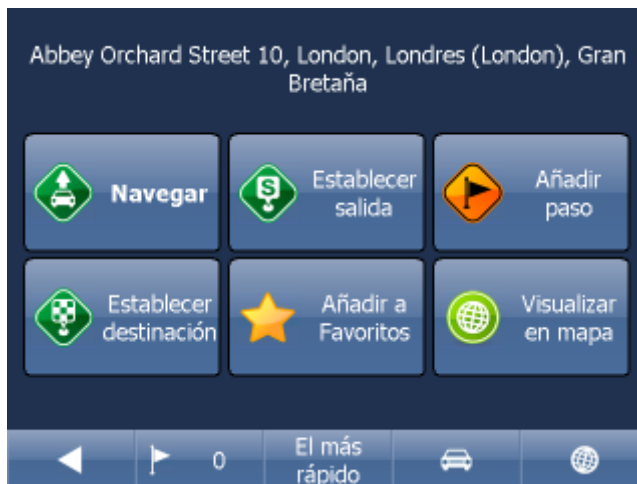 Abbey Orchard Street 10, London, Londres (London), Gran
Bretaña
Navegar
Establecer
salida
Añadir
paso
Establecer
destinación
Añadir a
Favoritos
Visualizar
en mapa
0
El más
rápido